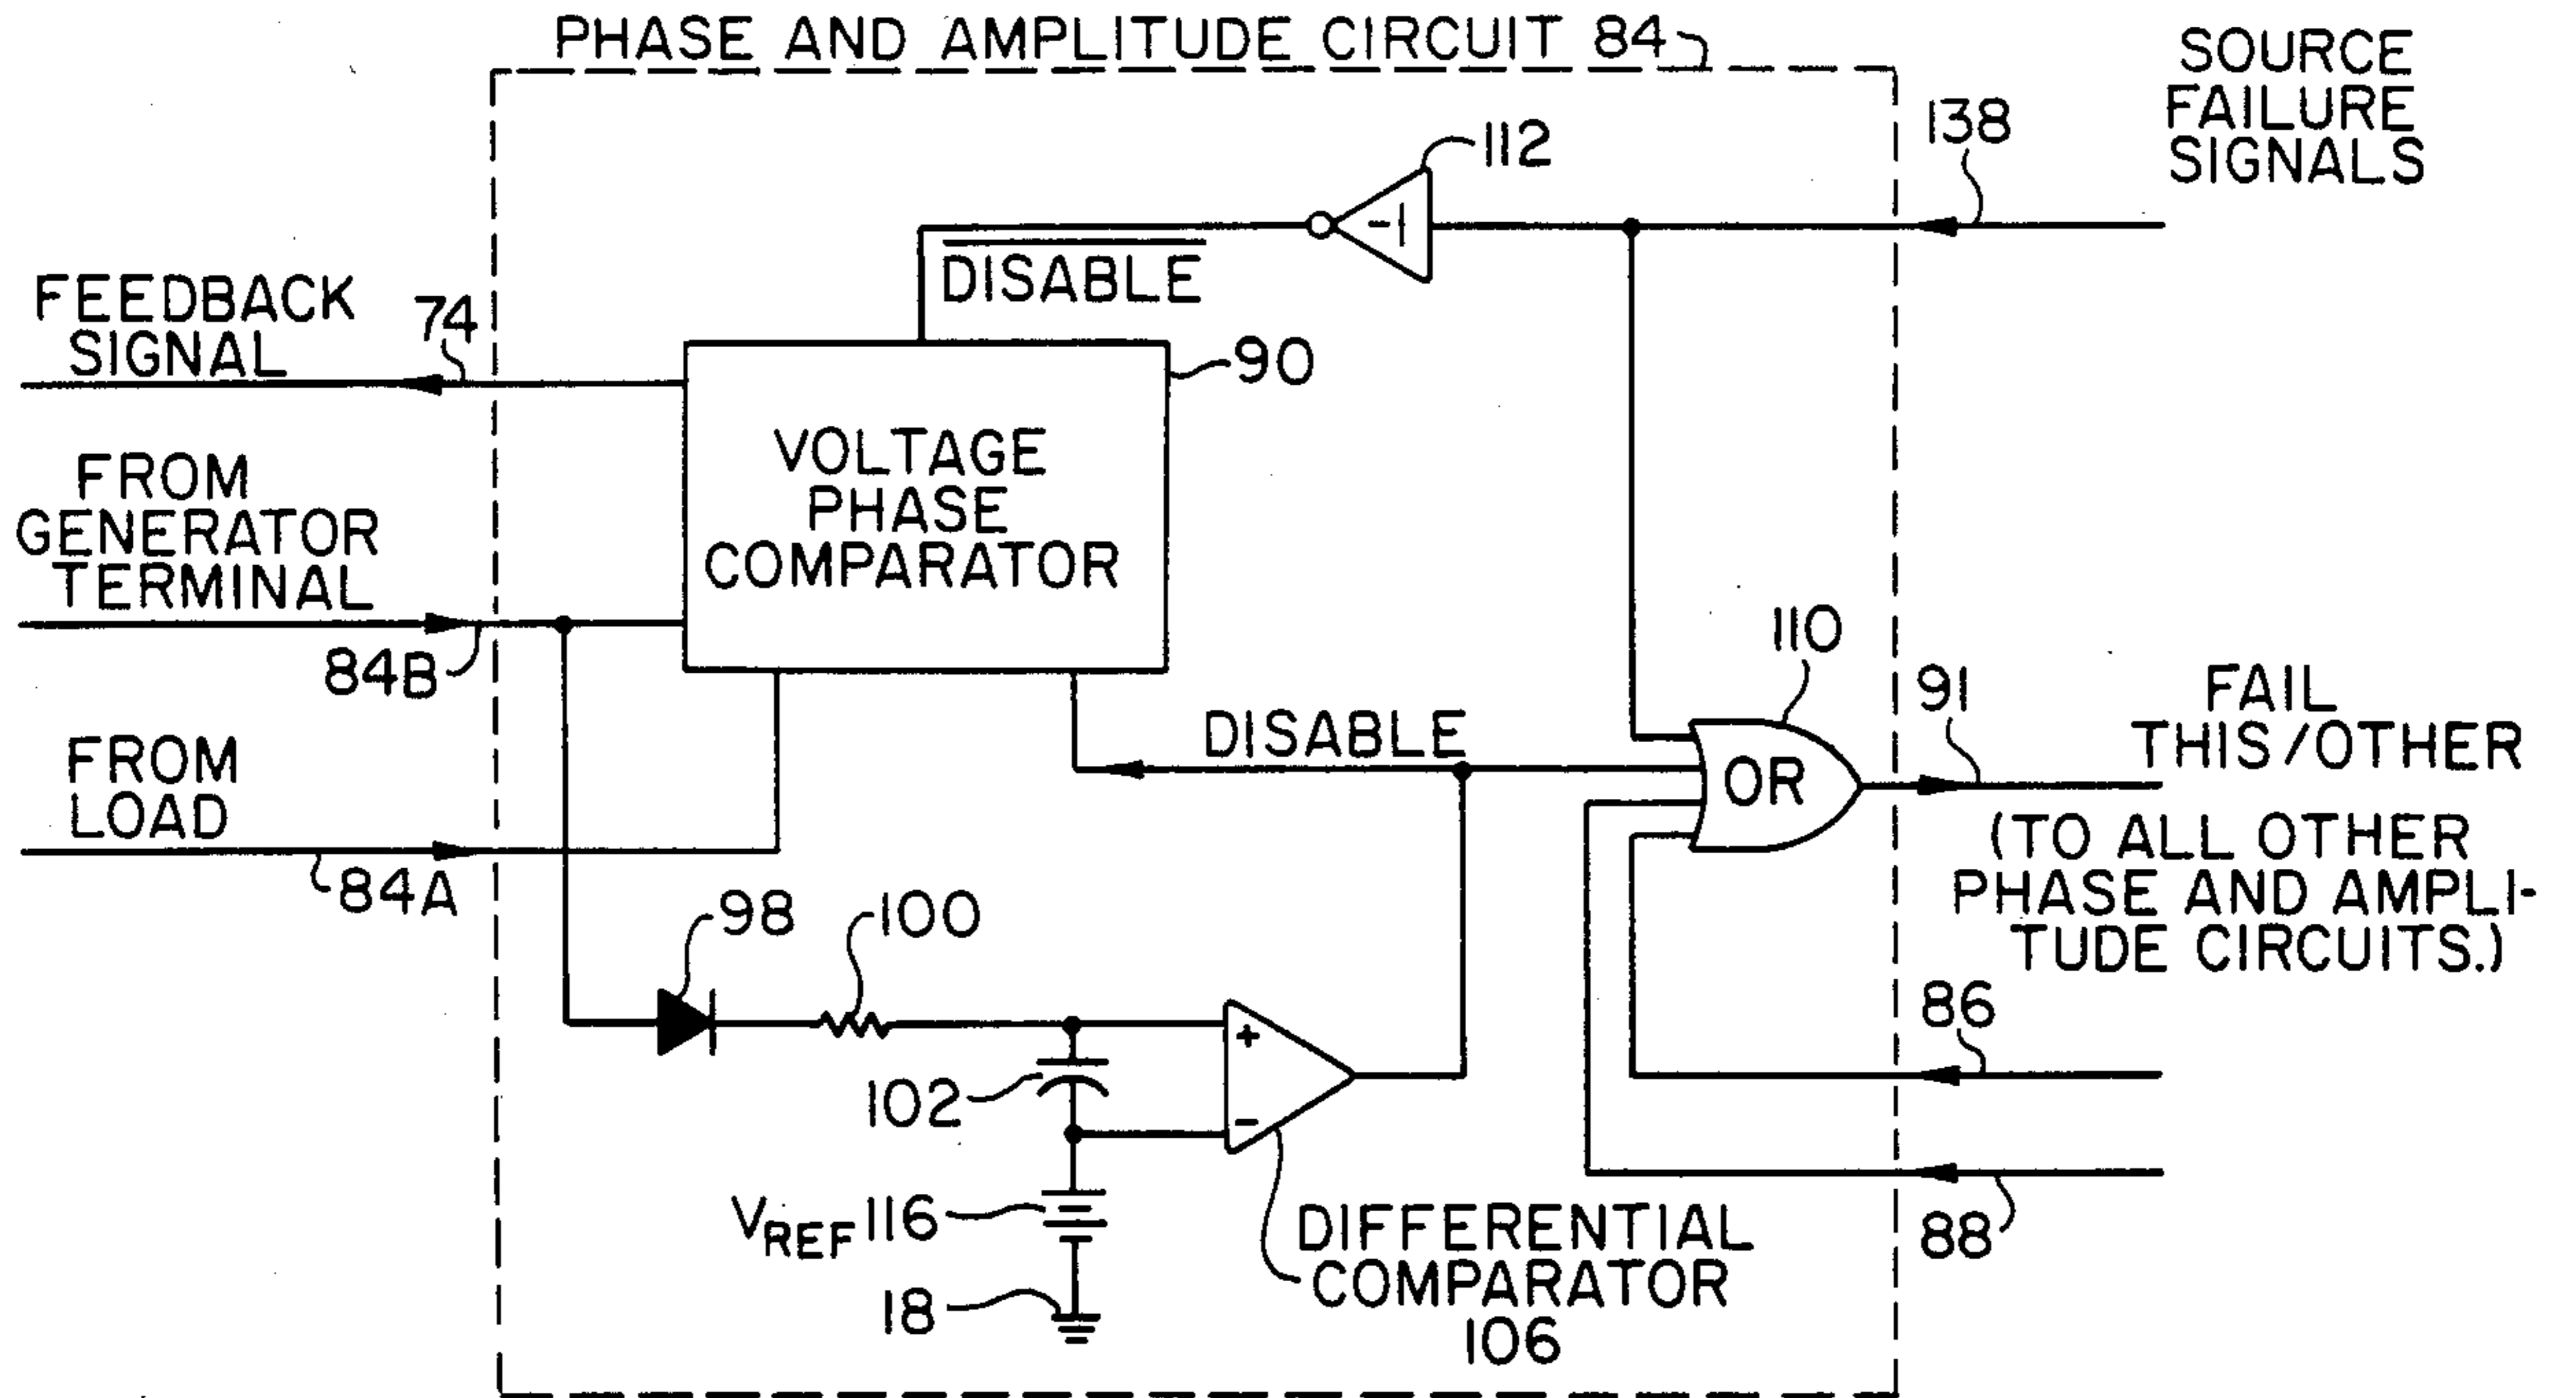 PHASE AND AMPLITUDE CIRCUIT 84
SOURCE
FAILURE
SIGNALS
138
112
-1
DISABLE
FEEDBACK
SIGNAL
74
90
VOLTAGE
PHASE
COMPARATOR
FROM
GENERATOR
TERMINAL
84B
110
91
FAIL
THIS/OTHER
DISABLE
OR
FROM
LOAD
84A
(TO ALL OTHER
PHASE AND AMPLI-
TUDE CIRCUITS.)
98
100
86
+
-
102
VREF 116
88
DIFFERENTIAL
COMPARATOR
106
18